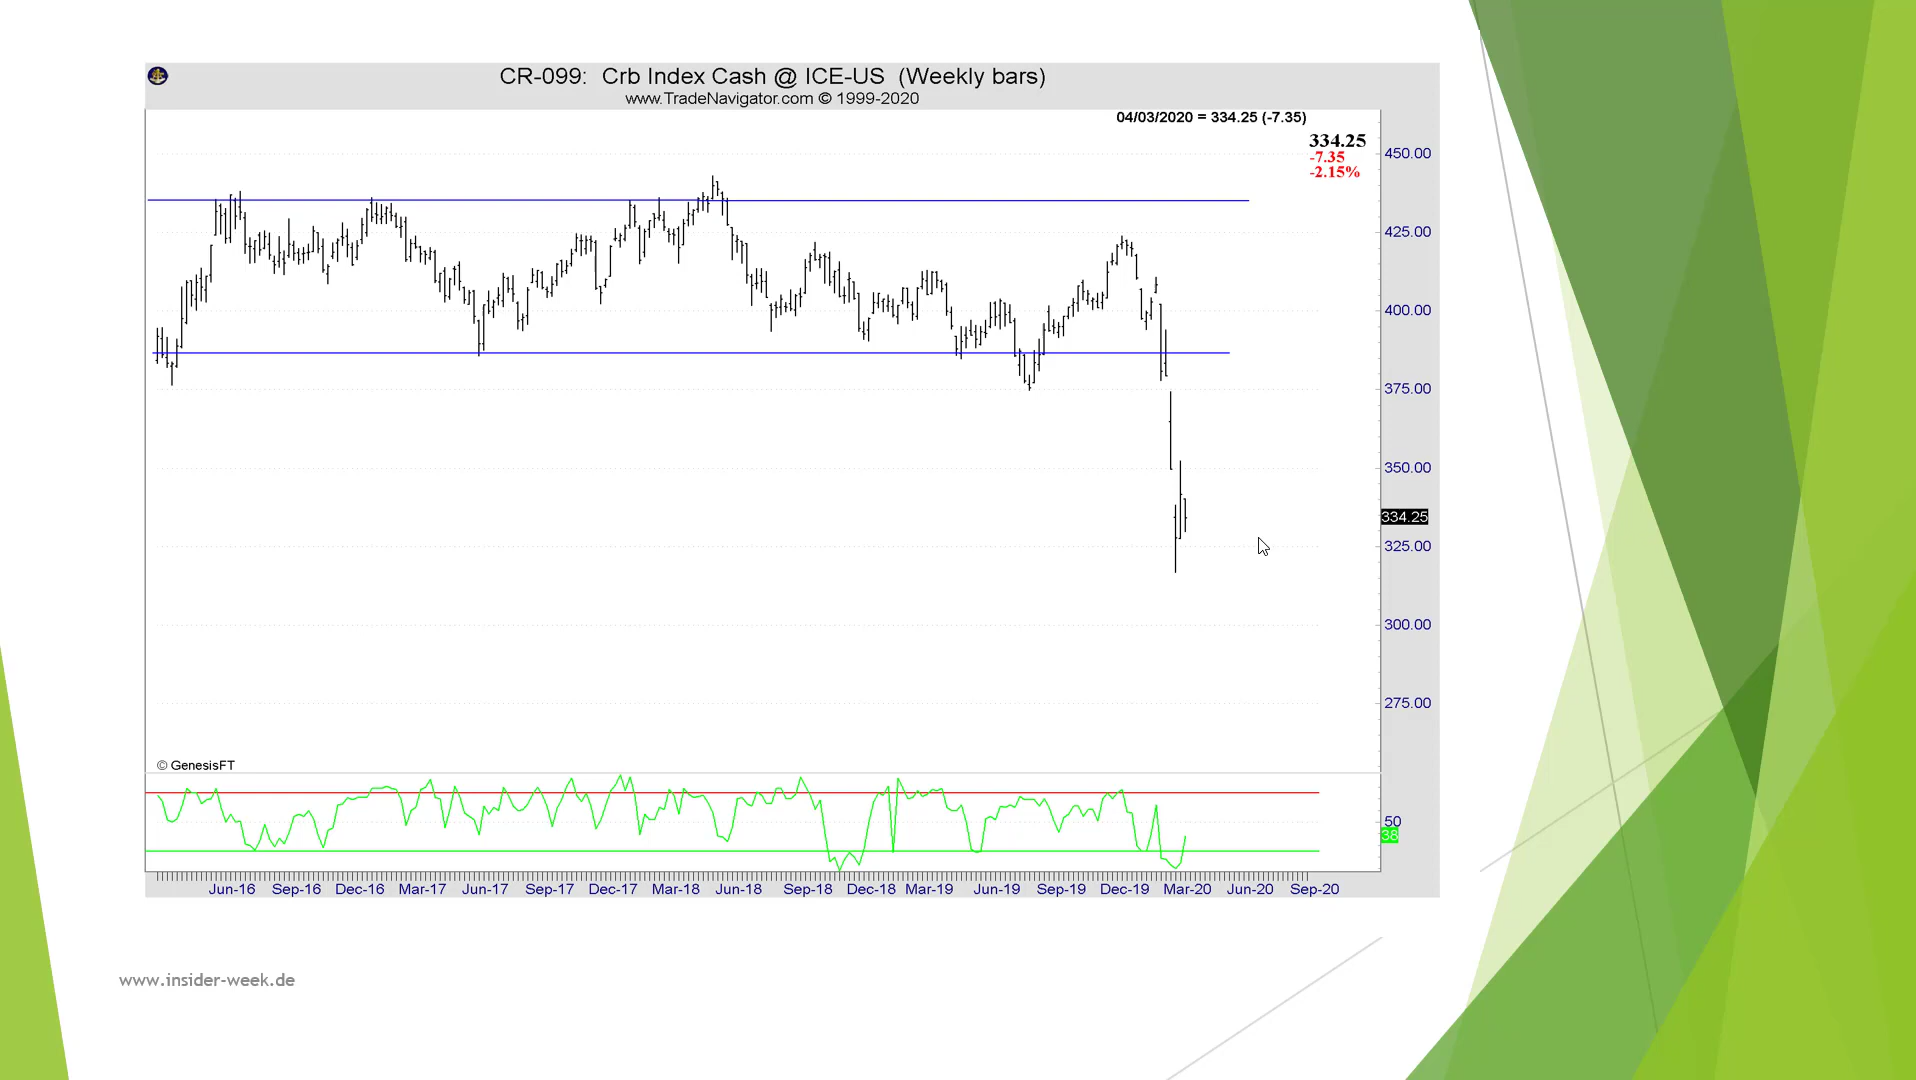 CR-099: Crb Index Cash @ ICE-US (Weekly bars)
www.TradeNavigator.com © 1999-2020
04/03/2020 = 334.25 (-7.35)
334.25
-7.35
-2.15%
450.00
425.00
400.00
375.00
350.00
334.25
325.00
300.00
275.00
© GenesisFT
50
38
Jun-16 Sep-16 Dec-16 Mar-17 Jun-17 Sep-17 Dec-17 Mar-18 Jun-18 Sep-18 Dec-18 Mar-19 Jun-19 Sep-19 Dec-19 Mar-20 Jun-20 Sep-20
www.insider-week.de